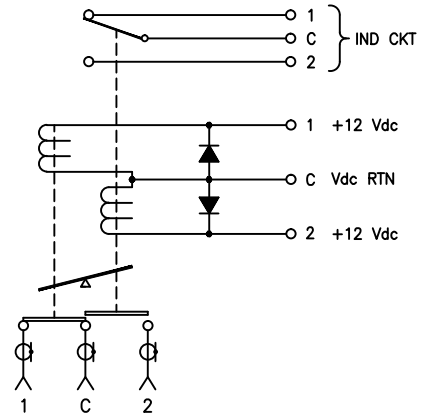 1
C IND CKT
2
1 +12 Vdc
C Vdc RTN
2 +12 Vdc
1 C 2